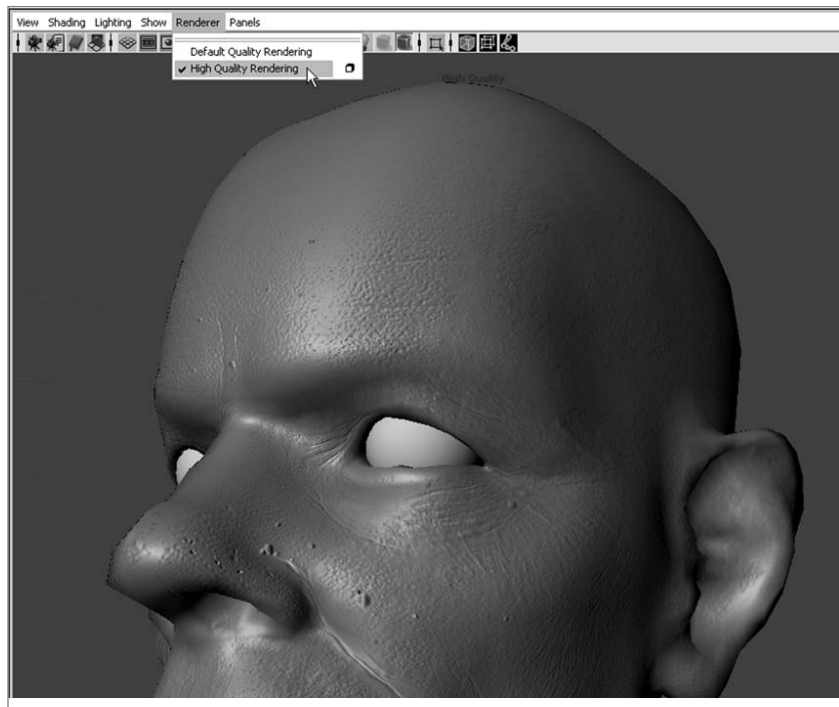 View Shading Lighting Show Renderer Panels
Default Quality Rendering
High Quality Rendering
High Quality